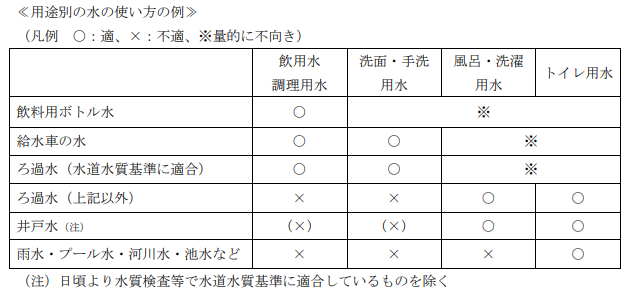 ≪用途別の水の使い方の例≫
（凡例　○：適、×：不適、※量的に不向き）
飲用水 調理用水 洗面・手洗用水 風呂・洗濯用水 トイレ用水
飲料用ボトル水 ○ ※
給水車の水 ○ ○ ※
ろ過水（水道水質基準に適合） ○ ○ ※
ろ過水（上記以外） × × ○ ○
井戸水（注） （×） （×） ○ ○
雨水・プール水・河川水・池水など × × × ○
（注）日頃より水質検査等で水道水質基準に適合しているものを除く